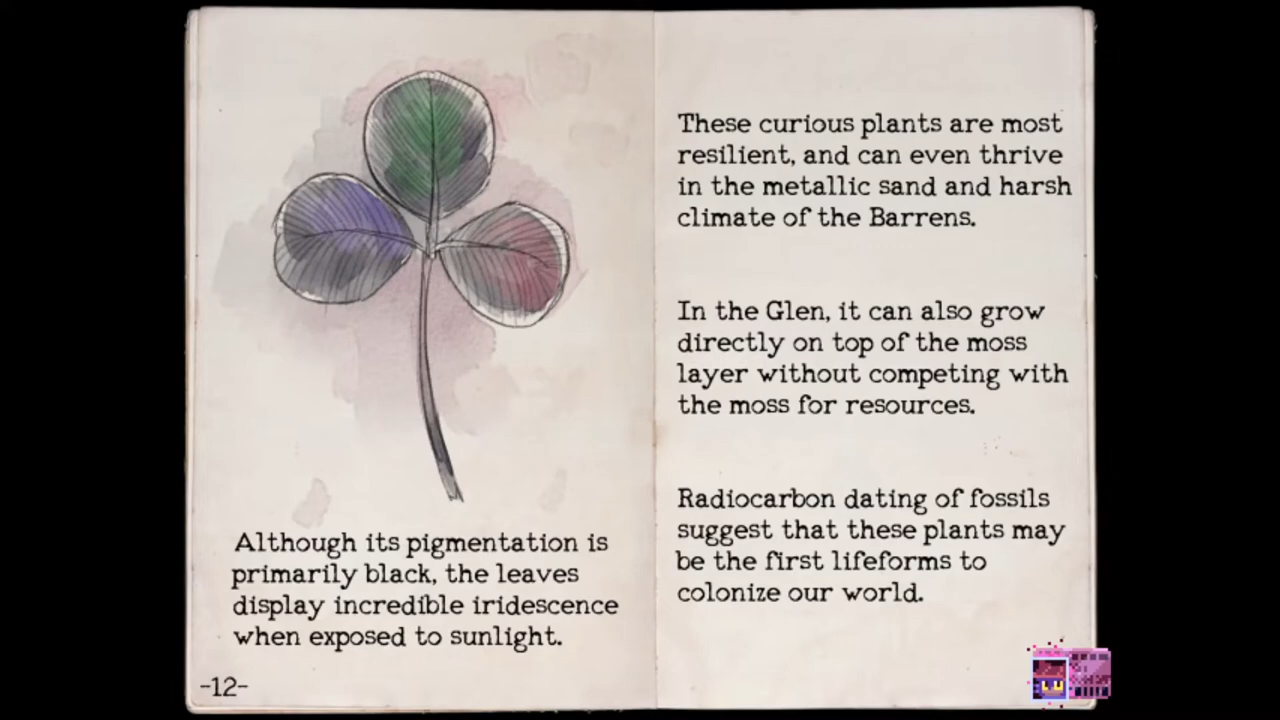 Although its pigmentation is
primarily black, the leaves
display incredible iridescence
when exposed to sunlight.
-12-
These curious plants are most
resilient, and can even thrive
in the metallic sand and harsh
climate of the Barrens.
In the Glen, it can also grow
directly on top of the moss
layer without competing with
the moss for resources.
Radiocarbon dating of fossils
suggest that these plants may
be the first lifeforms to
colonize our world.